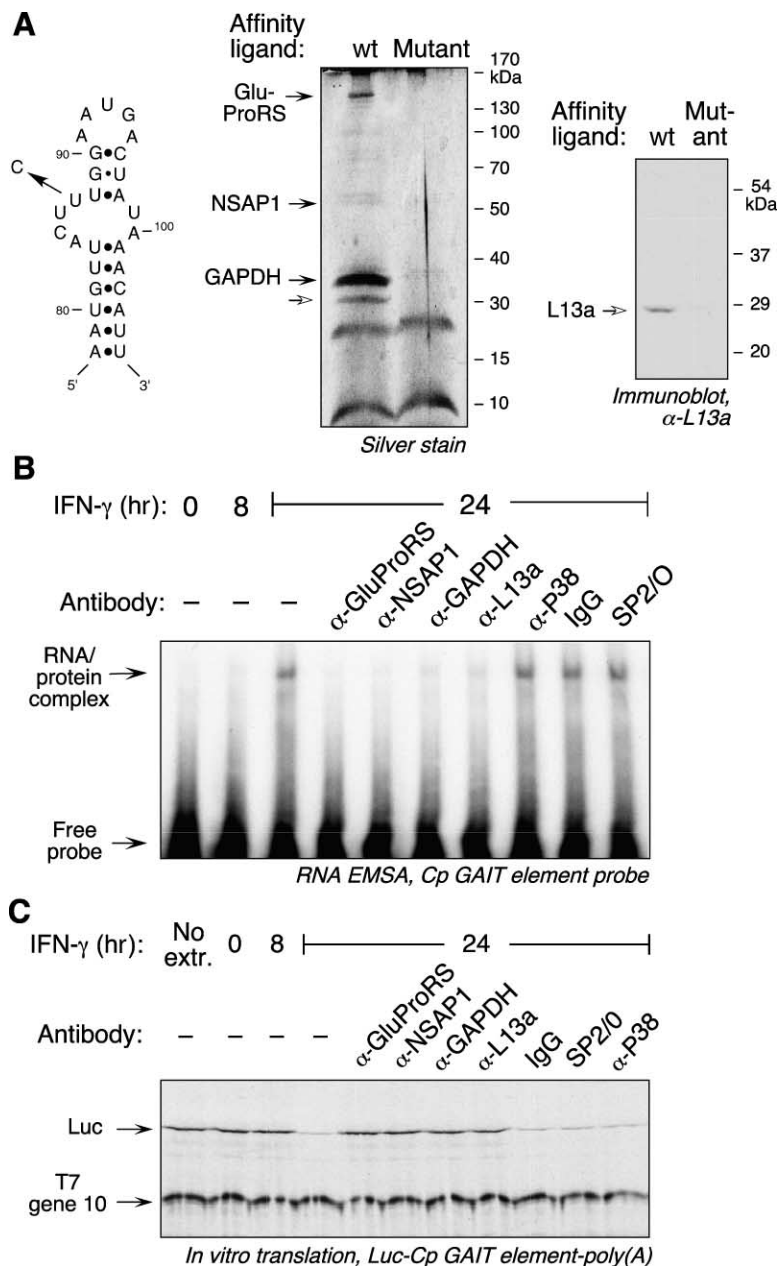 A
Affinity ligand: wt Mutant
Glu-ProRS
NSAP1
GAPDH
170 kDa
130
100
70
50
40
30
15
10
Silver stain
A U G A C U A U A A A C A U U
A A G G U U U C A U U G U A A
C
90
100
80
5'
3'
Affinity ligand: wt Mut-ant
54 kDa
37
29
20
L13a
Immunoblot,
α-L13a
B
IFN-γ (hr): 0 8 24
Antibody: – – – α-GluProRS α-NSAP1 α-GAPDH α-L13a α-P38 IgG SP2/O
RNA/
protein
complex
Free
probe
RNA EMSA, Cp GAIT element probe
C
IFN-γ (hr): No extr. 0 8 24
Antibody: – – – – α-GluProRS α-NSAP1 α-GAPDH α-L13a IgG SP2/0 α-P38
Luc
T7
gene 10
In vitro translation, Luc-Cp GAIT element-poly(A)